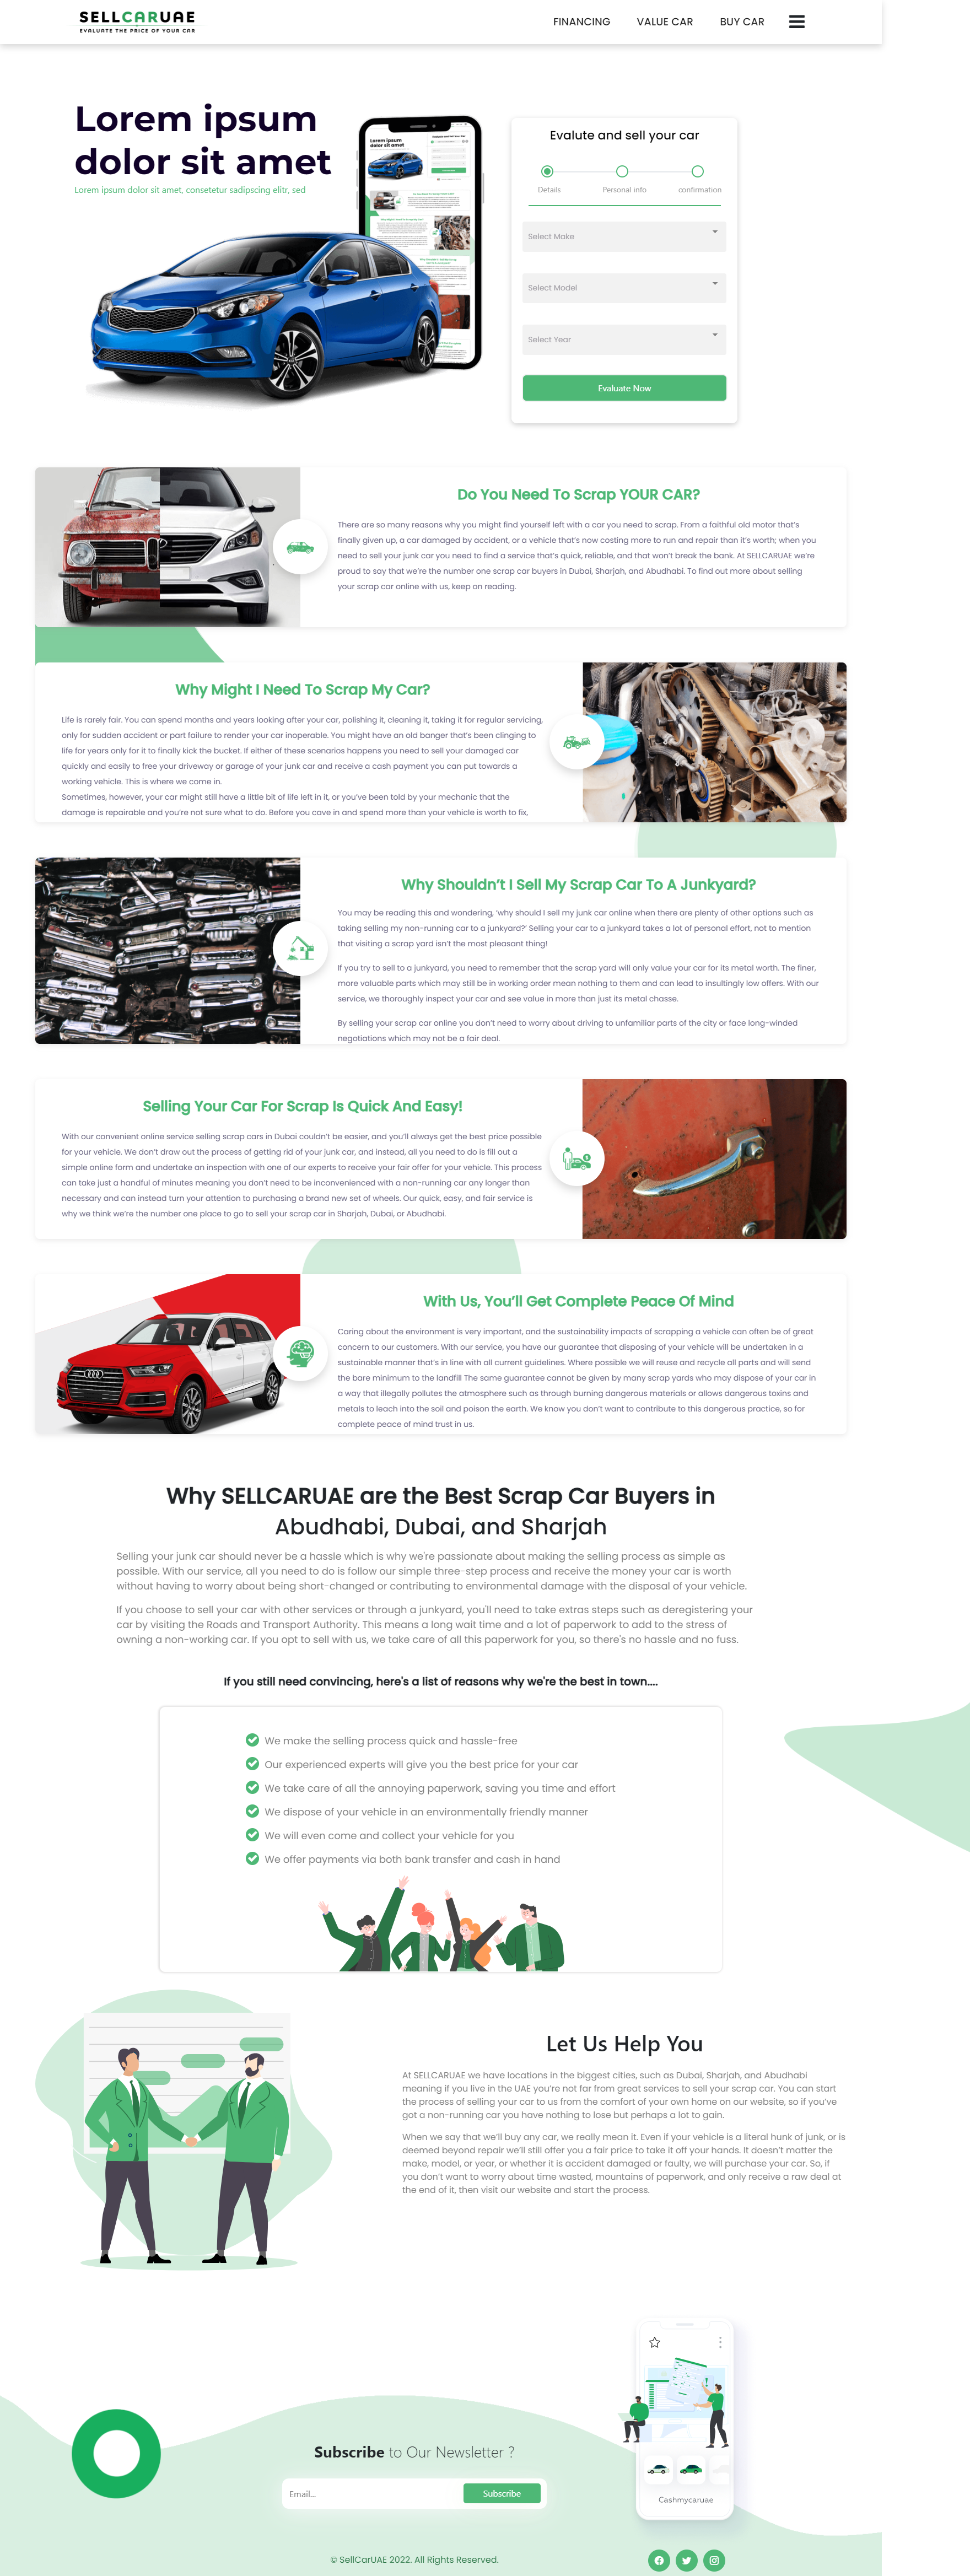 SELLCARUAE
EVALUATE THE PRICE OF YOUR CAR
FINANCING
VALUE CAR
BUY CAR
Lorem ipsum
dolor sit amet
Lorem ipsum dolor sit amet, consetetur sadipscing elitr, sed
Lorem ipsum
dolor sit amet
Evalute and sell your car
Details
Personal info
confirmation
Select Make
Select Model
Select Year
Evaluate Now
Do You Need To Scrap YOUR CAR?
There are so many reasons why you might find yourself left with a car you need to scrap. From a faithful old motor that's
finally given up, a car damaged by accident, or a vehicle that's now costing more to run and repair than it's worth; when you
need to sell your junk car you need to find a service that's quick, reliable, and that won't break the bank. At SELLCARUAE we're
proud to say that we're the number one scrap car buyers in Dubai, Sharjah, and Abudhabi. To find out more about selling
your scrap car online with us, keep on reading.
Why Might I Need To Scrap My Car?
Life is rarely fair. You can spend months and years looking after your car, polishing it, cleaning it, taking it for regular servicing,
only for sudden accident or part failure to render your car inoperable. You might have an old banger that's been clinging to
life for years only for it to finally kick the bucket. If either of these scenarios happens you need to sell your damaged car
quickly and easily to free your driveway or garage of your junk car and receive a cash payment you can put towards a
working vehicle. This is where we come in.
Sometimes, however, your car might still have a little bit of life left in it, or you've been told by your mechanic that the
damage is repairable and you're not sure what to do. Before you cave in and spend more than your vehicle is worth to fix,
Why Shouldn't I Sell My Scrap Car To A Junkyard?
You may be reading this and wondering, 'why should I sell my junk car online when there are plenty of other options such as
taking selling my non-running car to a junkyard?' Selling your car to a junkyard takes a lot of personal effort, not to mention
that visiting a scrap yard isn't the most pleasant thing!
If you try to sell to a junkyard, you need to remember that the scrap yard will only value your car for its metal worth. The finer,
more valuable parts which may still be in working order mean nothing to them and can lead to insultingly low offers. With our
service, we thoroughly inspect your car and see value in more than just its metal chasse.
By selling your scrap car online you don't need to worry about driving to unfamiliar parts of the city or face long-winded
negotiations which may not be a fair deal.
Selling Your Car For Scrap Is Quick And Easy!
With our convenient online service selling scrap cars in Dubai couldn't be easier, and you'll always get the best price possible
for your vehicle. We don't draw out the process of getting rid of your junk car, and instead, all you need to do is fill out a
simple online form and undertake an inspection with one of our experts to receive your fair offer for your vehicle. This process
can take just a handful of minutes meaning you don't need to be inconvenienced with a non-running car any longer than
necessary and can instead turn your attention to purchasing a brand new set of wheels. Our quick, easy, and fair service is
why we think we're the number one place to go to sell your scrap car in Sharjah, Dubai, or Abudhabi.
With Us, You'll Get Complete Peace Of Mind
Caring about the environment is very important, and the sustainability impacts of scrapping a vehicle can often be of great
concern to our customers. With our service, you have our guarantee that disposing of your vehicle will be undertaken in a
sustainable manner that's in line with all current guidelines. Where possible we will reuse and recycle all parts and will send
the bare minimum to the landfill The same guarantee cannot be given by many scrap yards who may dispose of your car in
a way that illegally pollutes the atmosphere such as through burning dangerous materials or allows dangerous toxins and
metals to leach into the soil and poison the earth. We know you don't want to contribute to this dangerous practice, so for
complete peace of mind trust in us.
Why SELLCARUAE are the Best Scrap Car Buyers in
Abudhabi, Dubai, and Sharjah
Selling your junk car should never be a hassle which is why we're passionate about making the selling process as simple as
possible. With our service, all you need to do is follow our simple three-step process and receive the money your car is worth
without having to worry about being short-changed or contributing to environmental damage with the disposal of your vehicle.
If you choose to sell your car with other services or through a junkyard, you'll need to take extras steps such as deregistering your
car by visiting the Roads and Transport Authority. This means a long wait time and a lot of paperwork to add to the stress of
owning a non-working car. If you opt to sell with us, we take care of all this paperwork for you, so there's no hassle and no fuss.
If you still need convincing, here's a list of reasons why we're the best in town....
We make the selling process quick and hassle-free
Our experienced experts will give you the best price for your car
We take care of all the annoying paperwork, saving you time and effort
We dispose of your vehicle in an environmentally friendly manner
We will even come and collect your vehicle for you
We offer payments via both bank transfer and cash in hand
Let Us Help You
At SELLCARUAE we have locations in the biggest cities, such as Dubai, Sharjah, and Abudhabi
meaning if you live in the UAE you're not far from great services to sell your scrap car. You can start
the process of selling your car to us from the comfort of your own home on our website, so if you've
got a non-running car you have nothing to lose but perhaps a lot to gain.
When we say that we'll buy any car, we really mean it. Even if your vehicle is a literal hunk of junk, or is
deemed beyond repair we'll still offer you a fair price to take it off your hands. It doesn't matter the
make, model, or year, or whether it is accident damaged or faulty, we will purchase your car. So, if
you don't want to worry about time wasted, mountains of paperwork, and only receive a raw deal at
the end of it, then visit our website and start the process.
Subscribe to Our Newsletter ?
Email...
Subscribe
Cashmycaruae
© SellCarUAE 2022. All Rights Reserved.